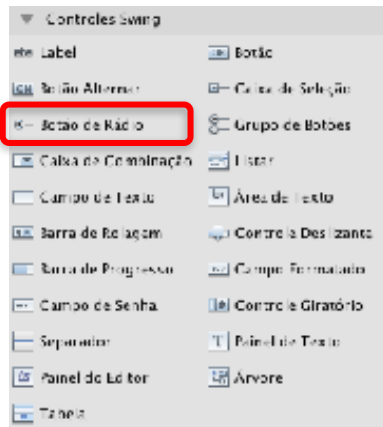 Controles Swing
Label
Botão
Botão Alternar
Caixa de Seleção
Botão de Rádio
Grupo de Botões
Caixa de Combinação
Listar
Campo de Texto
Área de Texto
Barra de Rolagem
Controle Deslizante
Barra de Progresso
Campo Formatado
Campo de Senha
Controle Giratório
Separador
Painel de Texto
Painel do Editor
Árvore
Tabela